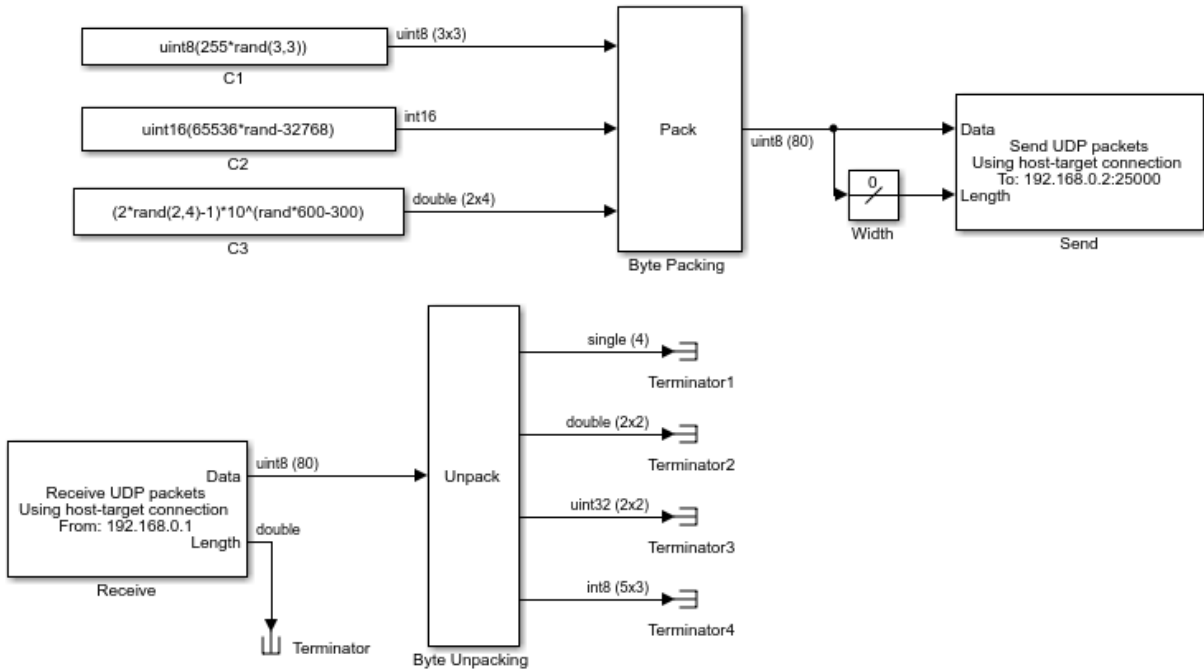 uint8(255*rand(3,3))
C1
uint8 (3x3)
uint16(65536*rand-32768)
C2
int16
(2*rand(2,4)-1)*10^(rand*600-300)
C3
double (2x4)
Pack
Byte Packing
uint8 (80)
0
Width
Data
Length
Send UDP packets
Using host-target connection
To: 192.168.0.2:25000
Send
Receive UDP packets
Using host-target connection
From: 192.168.0.1
Data
Length
Receive
uint8 (80)
double
Terminator
Unpack
Byte Unpacking
single (4)
Terminator1
double (2x2)
Terminator2
uint32 (2x2)
Terminator3
int8 (5x3)
Terminator4